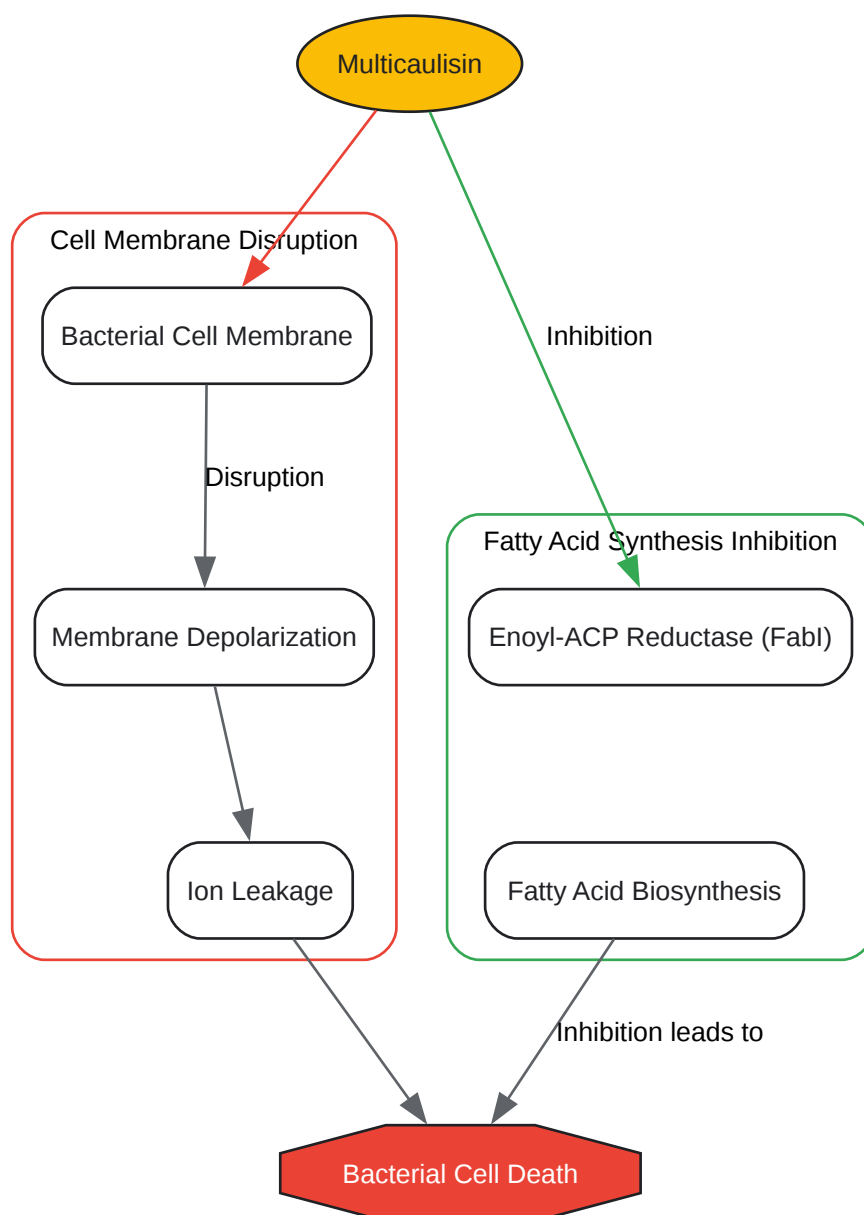 Multicaulisin
Cell Membrane Disruption
Bacterial Cell Membrane
Inhibition
Disruption
Fatty Acid Synthesis Inhibition
Membrane Depolarization
Enoyl-ACP Reductase (FabI)
Ion Leakage
Fatty Acid Biosynthesis
Inhibition leads to
Bacterial Cell Death